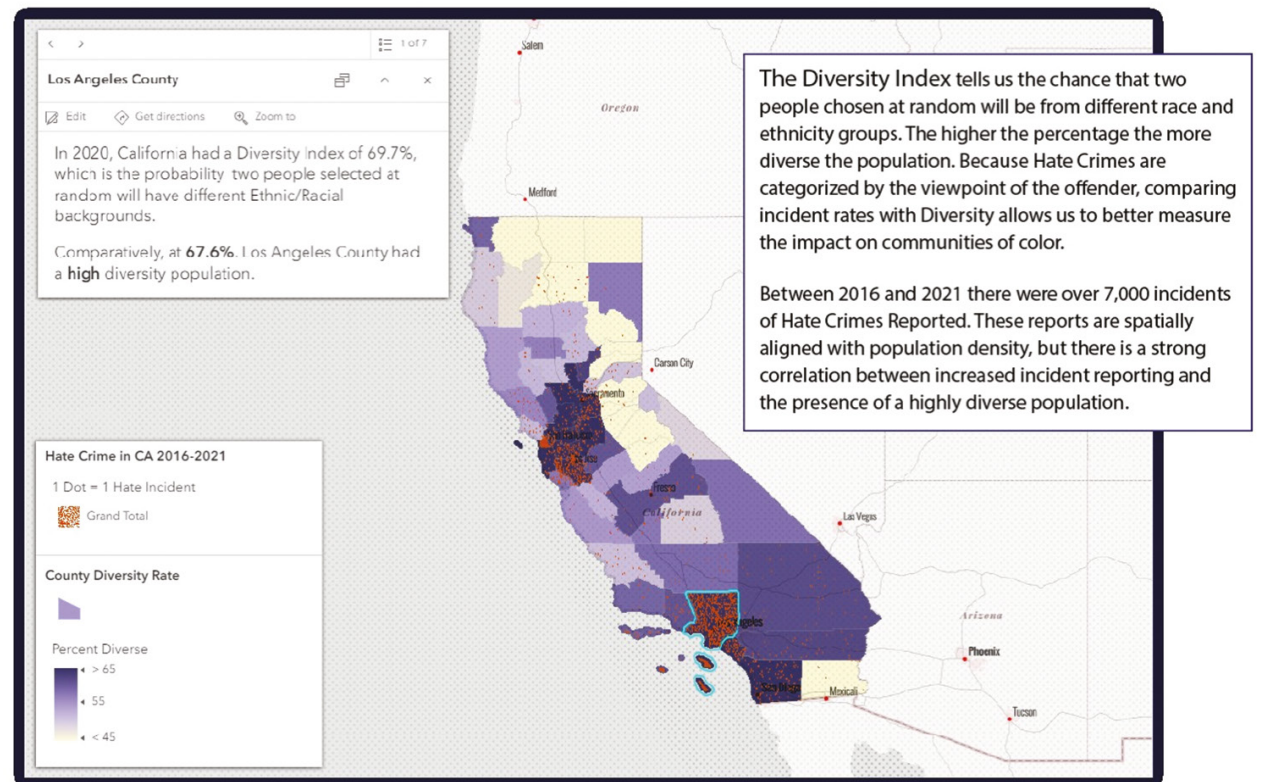 1 of 7
Los Angeles County
Edit Get directions Zoom to
In 2020, California had a Diversity Index of 69.7%,
which is the probability two people selected at
random will have different Ethnic/Racial
backgrounds.
Comparatively, at 67.6%. Los Angeles County had
a high diversity population.
The Diversity Index tells us the chance that two
people chosen at random will be from different race and
ethnicity groups. The higher the percentage the more
diverse the population. Because Hate Crimes are
categorized by the viewpoint of the offender, comparing
incident rates with Diversity allows us to better measure
the impact on communities of color.
Between 2016 and 2021 there were over 7,000 incidents
of Hate Crimes Reported. These reports are spatially
aligned with population density, but there is a strong
correlation between increased incident reporting and
the presence of a highly diverse population.
Salem
Oregon
Medford
Carson City
Sacramento
Fresno
California
Las Vegas
Angeles
Arizona
Phoenix
San Diego
Mexicali
Tucson
Hate Crime in CA 2016-2021
1 Dot = 1 Hate Incident
Grand Total
County Diversity Rate
Percent Diverse
> 65
55
< 45